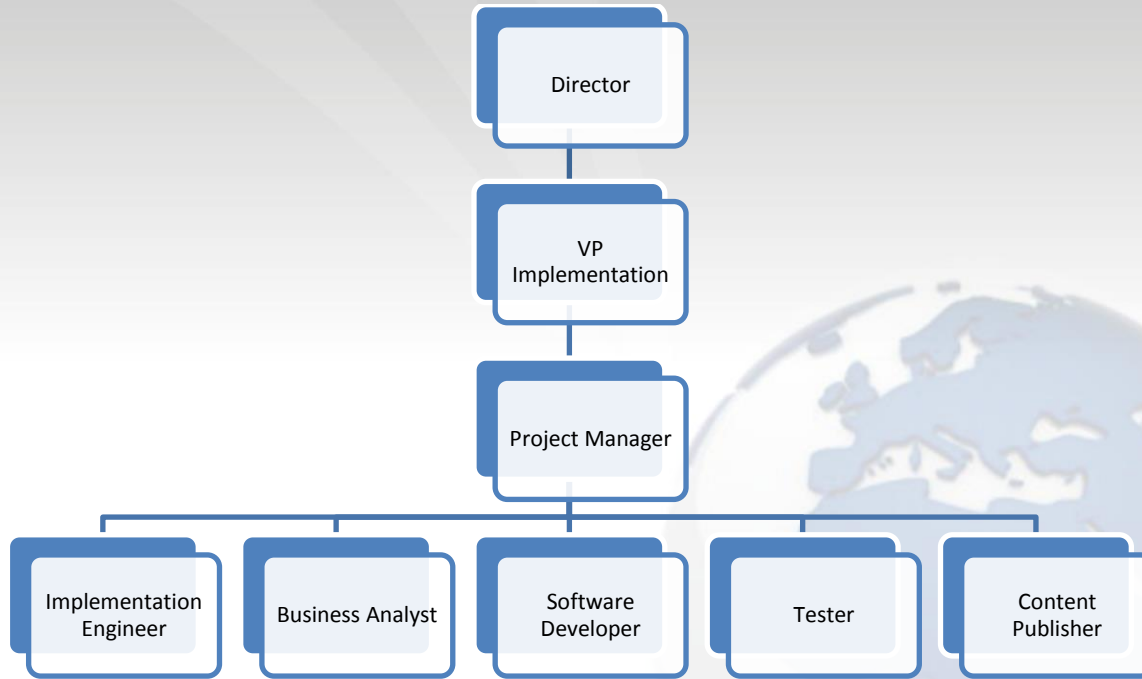 Director
VP
Implementation
Project Manager
Implementation
Engineer
Business Analyst
Software
Developer
Tester
Content
Publisher